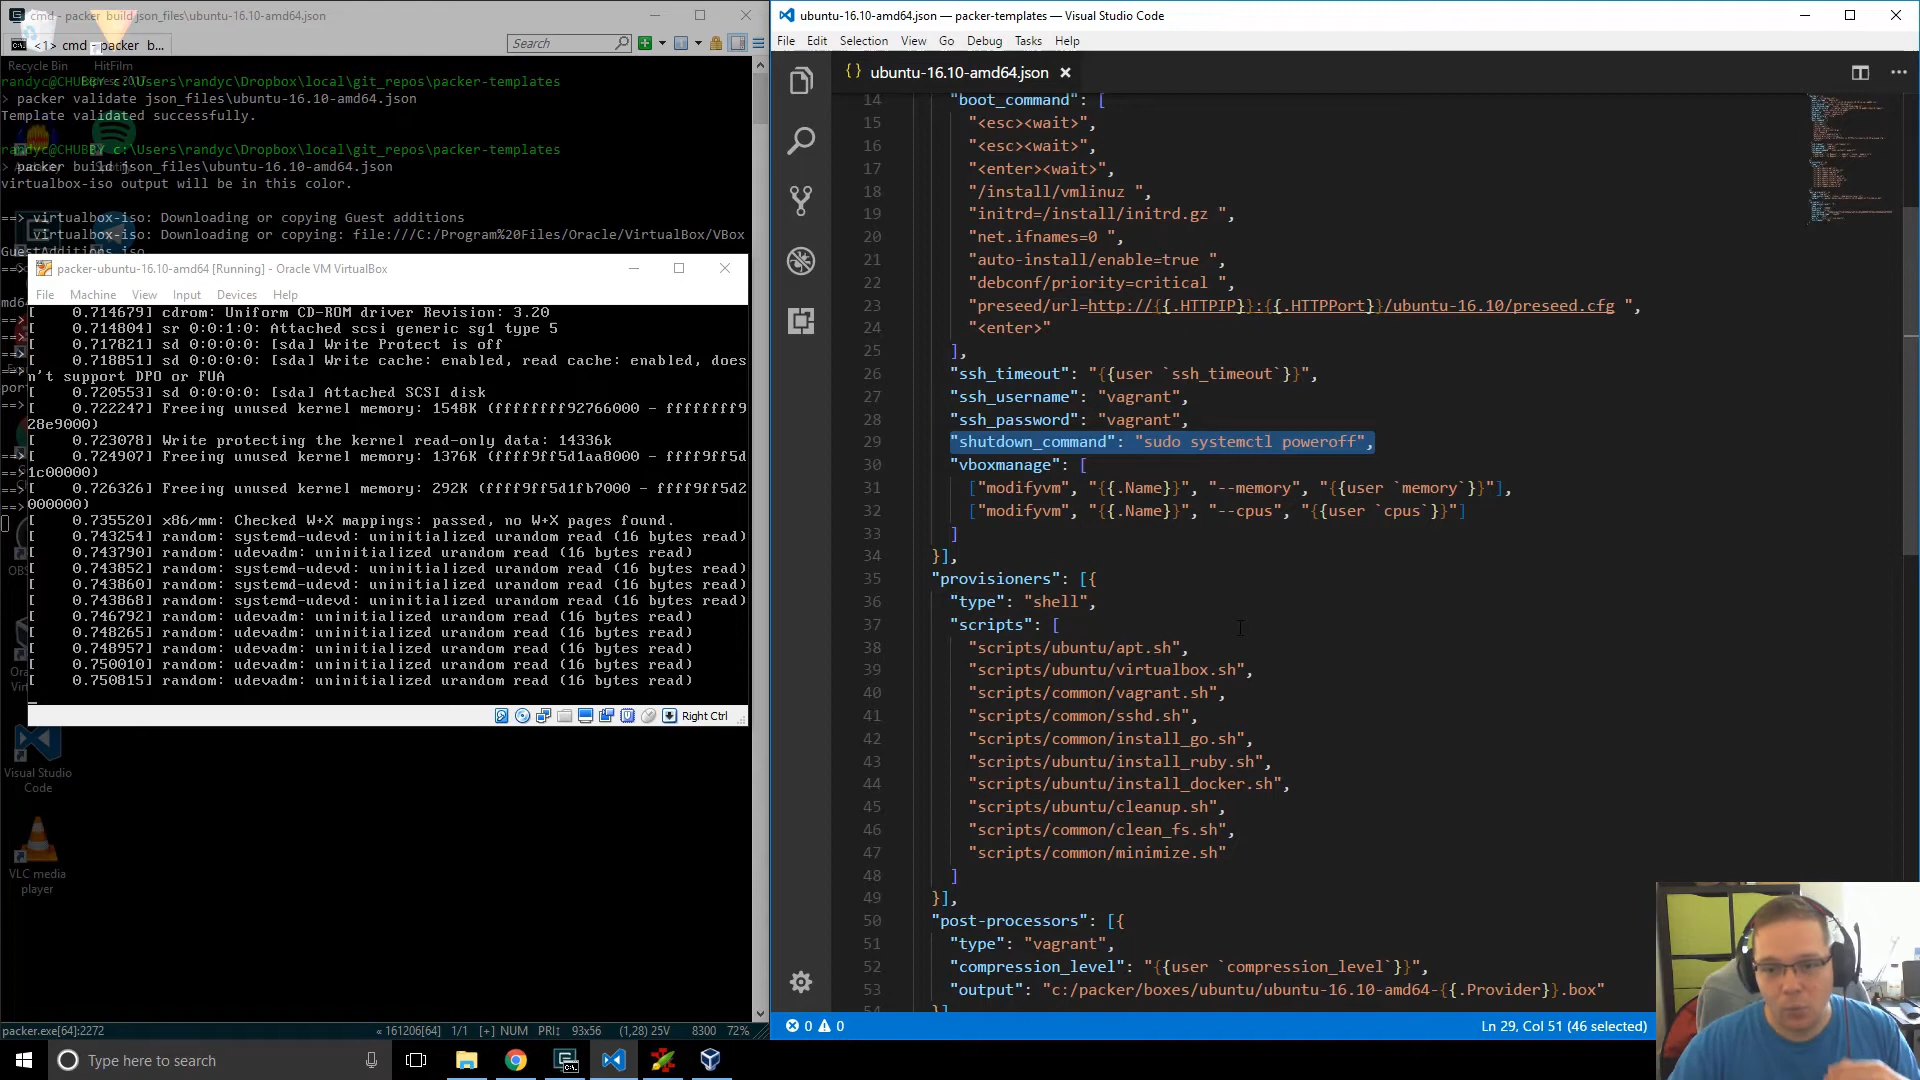 cmd - packer build json_files\ubuntu-16.10-amd64.json
<1> cmd - packer b...
Search
Recycle Bin
HitFilm
randyc@CHUBBY c:\Users\randyc\Dropbox\local\git_repos\packer-templates
> packer validate json_files\ubuntu-16.10-amd64.json
Template validated successfully.
randyc@CHUBBY c:\Users\randyc\Dropbox\local\git_repos\packer-templates
> packer build json_files\ubuntu-16.10-amd64.json
virtualbox-iso output will be in this color.
==> virtualbox-iso: Downloading or copying Guest additions
virtualbox-iso: Downloading or copying: file:///C:/Program%20Files/Oracle/VirtualBox/VBox
GuestAdditions.iso
packer-ubuntu-16.10-amd64 [Running] - Oracle VM VirtualBox
File Machine View Input Devices Help
[ 0.714679] cdrom: Uniform CD-ROM driver Revision: 3.20
[ 0.714804] sr 0:0:1:0: Attached scsi generic sg1 type 5
[ 0.717821] sd 0:0:0:0: [sda] Write Protect is off
[ 0.718851] sd 0:0:0:0: [sda] Write cache: enabled, read cache: enabled, does
n't support DPO or FUA
[ 0.720553] sd 0:0:0:0: [sda] Attached SCSI disk
[ 0.722247] Freeing unused kernel memory: 1548K (ffffffff92766000 - ffffffff9
28e9000)
[ 0.723078] Write protecting the kernel read-only data: 14336k
[ 0.724907] Freeing unused kernel memory: 1376K (ffff9ff5d1aa8000 - ffff9ff5d
1c00000)
[ 0.726326] Freeing unused kernel memory: 292K (ffff9ff5d1fb7000 - ffff9ff5d2
000000)
[ 0.735520] x86/mm: Checked W+X mappings: passed, no W+X pages found.
[ 0.743254] random: systemd-udevd: uninitialized urandom read (16 bytes read)
[ 0.743790] random: udevadm: uninitialized urandom read (16 bytes read)
[ 0.743852] random: systemd-udevd: uninitialized urandom read (16 bytes read)
[ 0.743860] random: systemd-udevd: uninitialized urandom read (16 bytes read)
[ 0.743868] random: systemd-udevd: uninitialized urandom read (16 bytes read)
[ 0.746792] random: udevadm: uninitialized urandom read (16 bytes read)
[ 0.748265] random: udevadm: uninitialized urandom read (16 bytes read)
[ 0.748957] random: udevadm: uninitialized urandom read (16 bytes read)
[ 0.750010] random: udevadm: uninitialized urandom read (16 bytes read)
[ 0.750815] random: udevadm: uninitialized urandom read (16 bytes read)
Right Ctrl
Visual Studio
Code
VLC media
player
packer.exe[64]:2272
« 161206[64] 1/1 [+] NUM PRI↕ 93x56 (1,28) 25V 8300 72%
Type here to search
ubuntu-16.10-amd64.json — packer-templates — Visual Studio Code
File Edit Selection View Go Debug Tasks Help
{} ubuntu-16.10-amd64.json
14 "boot_command": [
15 "<esc><wait>",
16 "<esc><wait>",
17 "<enter><wait>",
18 "/install/vmlinuz ",
19 "initrd=/install/initrd.gz ",
20 "net.ifnames=0 ",
21 "auto-install/enable=true ",
22 "debconf/priority=critical ",
23 "preseed/url=http://{{.HTTPIP}}:{{.HTTPPort}}/ubuntu-16.10/preseed.cfg ",
24 "<enter>"
25 ],
26 "ssh_timeout": "{{user `ssh_timeout`}}",
27 "ssh_username": "vagrant",
28 "ssh_password": "vagrant",
29 "shutdown_command": "sudo systemctl poweroff",
30 "vboxmanage": [
31 ["modifyvm", "{{.Name}}", "--memory", "{{user `memory`}}"],
32 ["modifyvm", "{{.Name}}", "--cpus", "{{user `cpus`}}"]
33 ]
34 }],
35 "provisioners": [{
36 "type": "shell",
37 "scripts": [
38 "scripts/ubuntu/apt.sh",
39 "scripts/ubuntu/virtualbox.sh",
40 "scripts/common/vagrant.sh",
41 "scripts/common/sshd.sh",
42 "scripts/common/install_go.sh",
43 "scripts/ubuntu/install_ruby.sh",
44 "scripts/ubuntu/install_docker.sh",
45 "scripts/ubuntu/cleanup.sh",
46 "scripts/common/clean_fs.sh",
47 "scripts/common/minimize.sh"
48 ]
49 }],
50 "post-processors": [{
51 "type": "vagrant",
52 "compression_level": "{{user `compression_level`}}",
53 "output": "c:/packer/boxes/ubuntu/ubuntu-16.10-amd64-{{.Provider}}.box"
54 }]
0 0
Ln 29, Col 51 (46 selected)